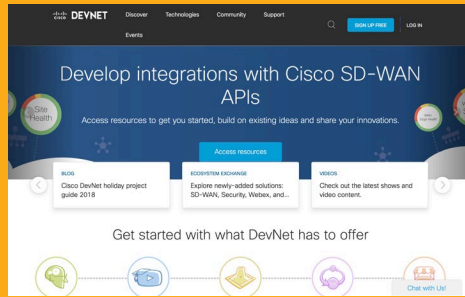 cisco DEVNET
Discover Technologies Community Support
Events
SIGN UP FREE
LOG IN
Develop integrations with Cisco SD-WAN
APIs
Access resources to get you started, build on existing ideas and share your innovations.
Site
Health
Access resources
BLOG
Cisco DevNet holiday project
guide 2018
ECOSYSTEM EXCHANGE
Explore newly-added solutions:
SD-WAN, Security, Webex, and...
VIDEOS
Check out the latest shows and
video content.
Get started with what DevNet has to offer
Chat with Us!